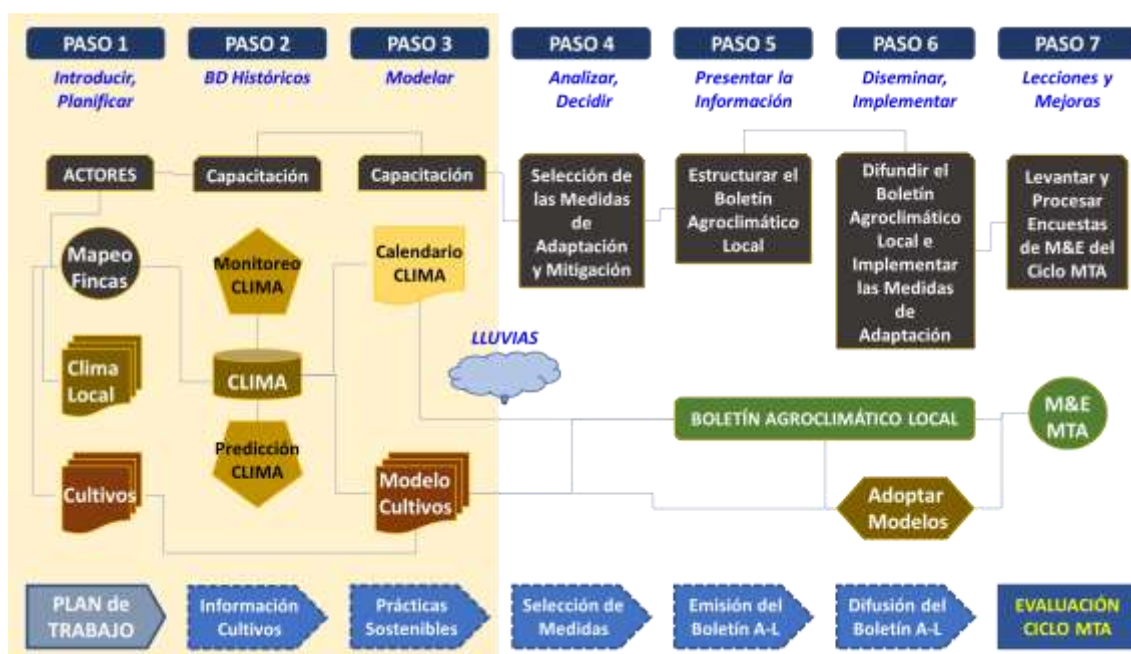 PASO 1
PASO 2
PASO 3
PASO 4
PASO 5
PASO 6
PASO 7
Introducir,
Planificar
BD Históricos
Modelar
Analizar,
Decidir
Presentar la
Información
Diseminar,
Implementar
Lecciones y
Mejoras
ACTORES
Capacitación
Capacitación
Selección de
las Medidas
de
Adaptación
y Mitigación
Estructurar el
Boletín
Agroclimático
Local
Difundir el
Boletín
Agroclimático
Local e
Implementar
las Medidas
de
Adaptación
Levantar y
Procesar
Encuestas
de M&E del
Ciclo MTA
Mapeo
Fincas
Monitoreo
CLIMA
Calendario
CLIMA
LLUVIAS
Clima
Local
CLIMA
BOLETÍN AGROCLIMÁTICO LOCAL
M&E
MTA
Predicción
CLIMA
Cultivos
Modelo
Cultivos
Adoptar
Modelos
PLAN de
TRABAJO
Información
Cultivos
Prácticas
Sostenibles
Selección de
Medidas
Emisión del
Boletín A-L
Difusión del
Boletín A-L
EVALUACIÓN
CICLO MTA